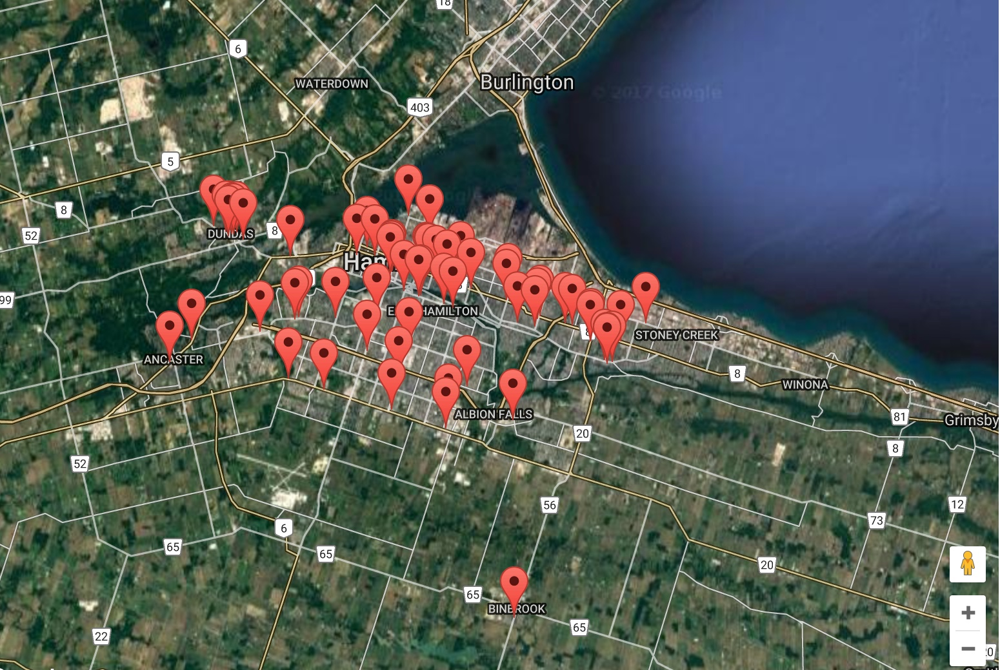 18
6
WATERDOWN
Burlington
© 2017 Google
403
5
8
52
DUNDAS
8
Ham
99
HAMILTON
STONEY CREEK
ANCASTER
8
WINONA
ALBION FALLS
81
Grimsby
20
8
52
56
12
73
6
65
65
20
65
BINBROOK
65
22